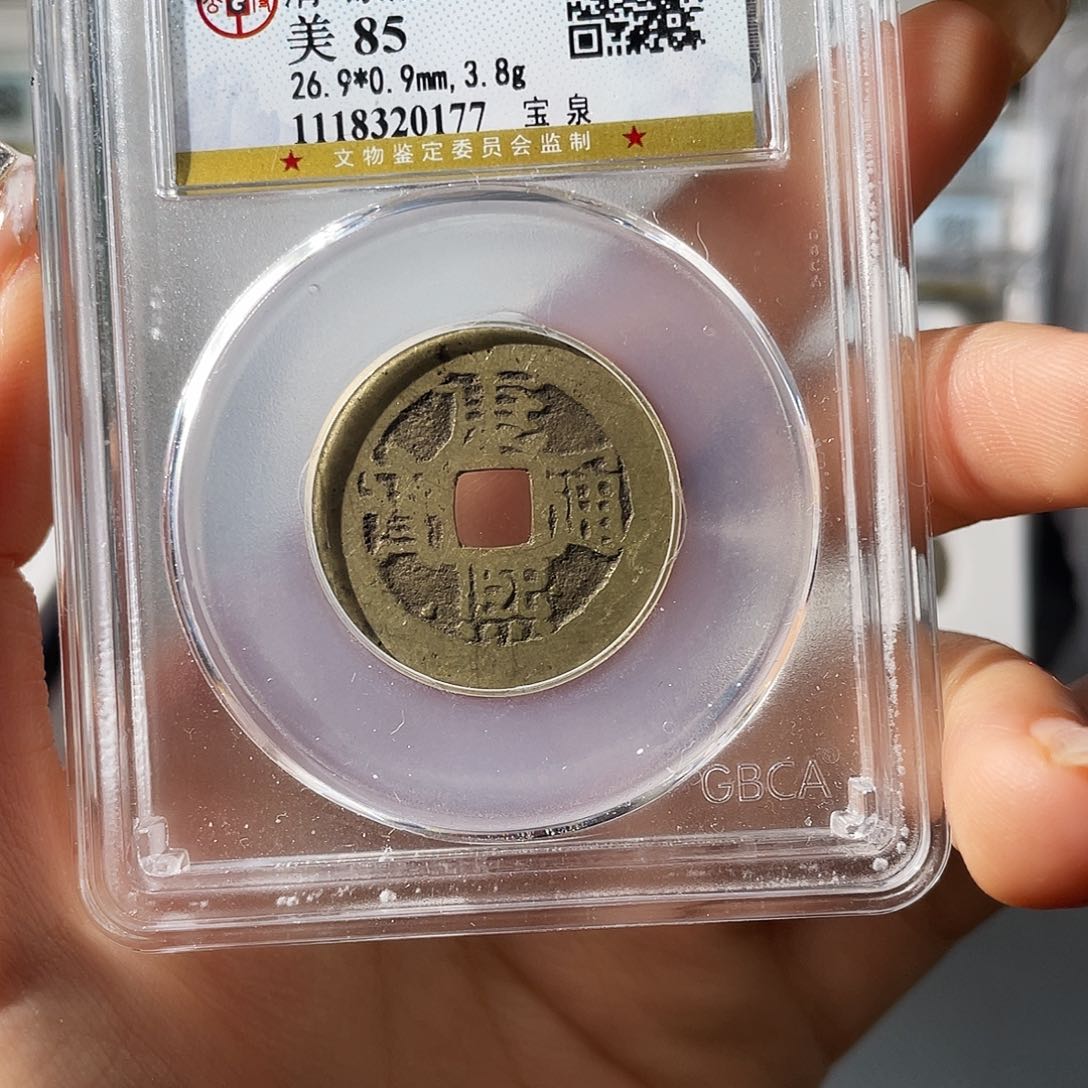 G
美 85
26.9*0.9mm,3.8g
1118320177 宝泉
★ 文物鉴定委员会监制 ★
康熙通寶
GBCA®